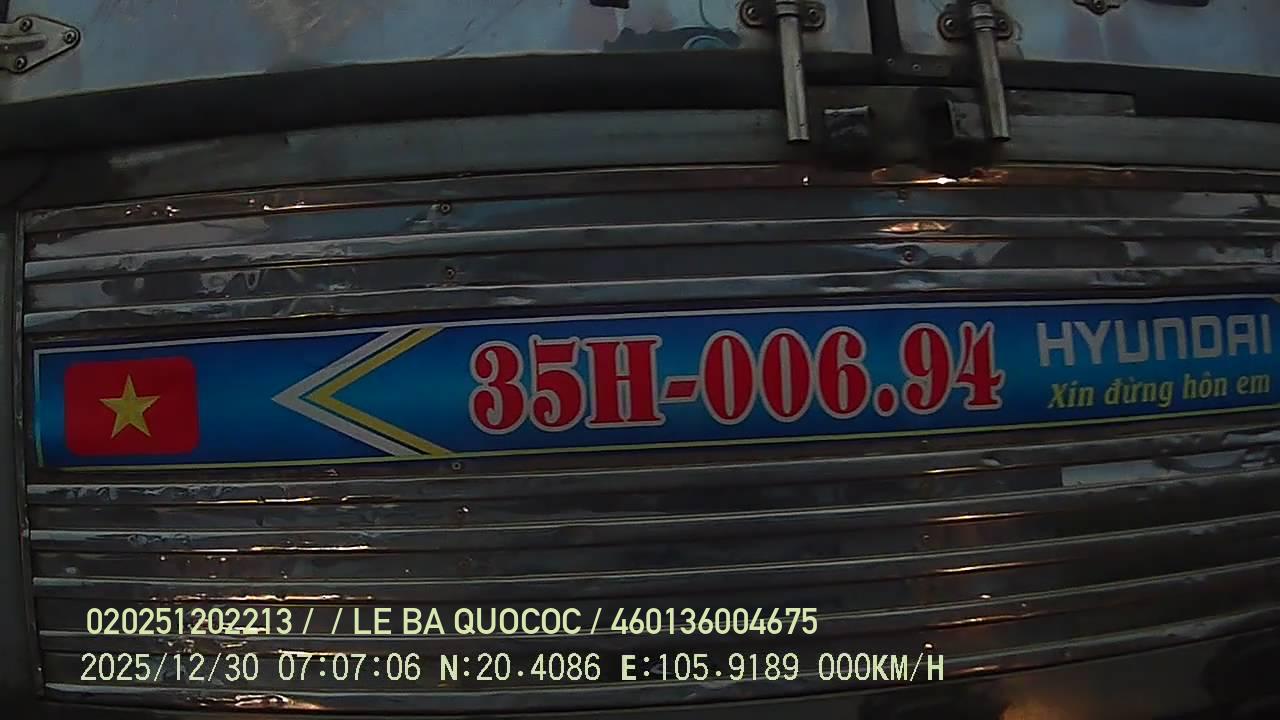 35H-006.94
HYUNDAI
Xin đừng hôn em
020251202213 / / LE BA QUOCOC / 460136004675
2025/12/30 07:07:06 N:20.4086 E:105.9189 000KM/H